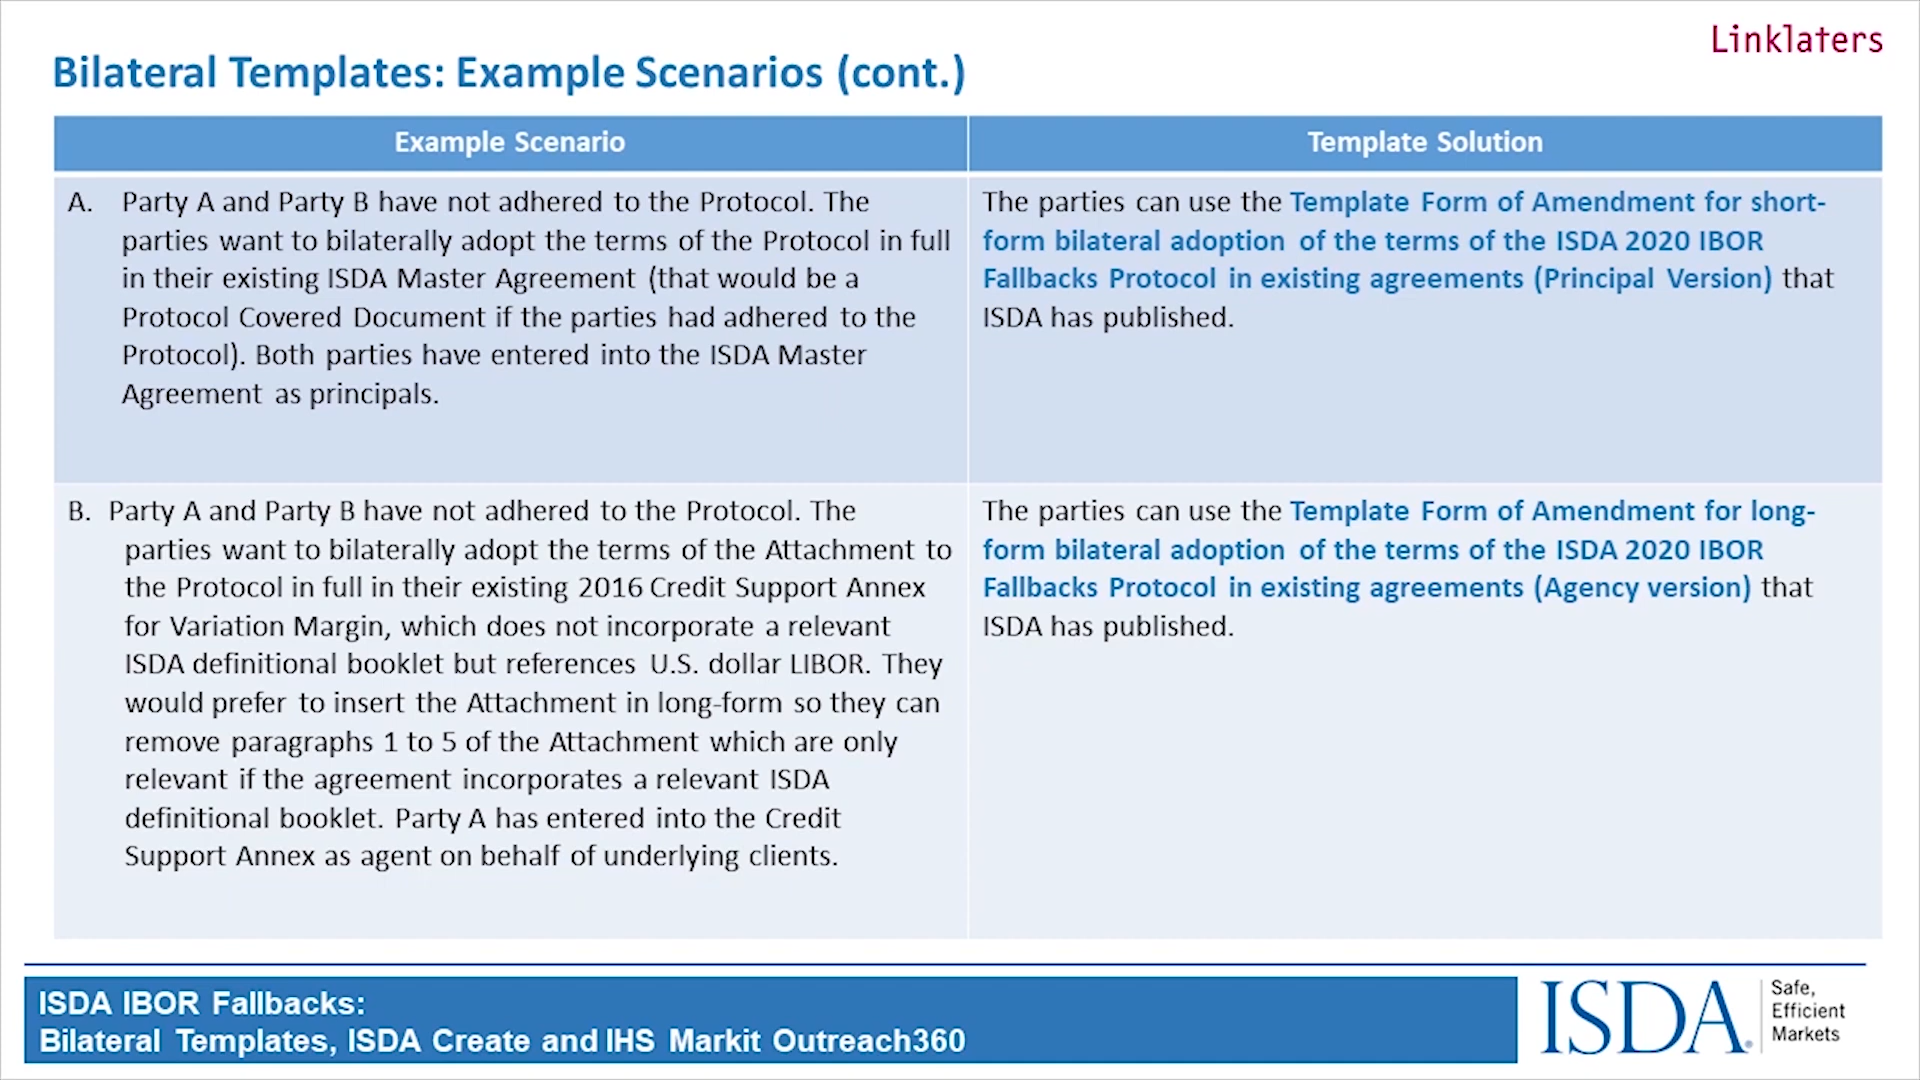 Linklaters
Bilateral Templates: Example Scenarios (cont.)
Example Scenario
Template Solution
A. Party A and Party B have not adhered to the Protocol. The
parties want to bilaterally adopt the terms of the Protocol in full
in their existing ISDA Master Agreement (that would be a
Protocol Covered Document if the parties had adhered to the
Protocol). Both parties have entered into the ISDA Master
Agreement as principals.
The parties can use the Template Form of Amendment for short-
form bilateral adoption of the terms of the ISDA 2020 IBOR
Fallbacks Protocol in existing agreements (Principal Version) that
ISDA has published.
B. Party A and Party B have not adhered to the Protocol. The
parties want to bilaterally adopt the terms of the Attachment to
the Protocol in full in their existing 2016 Credit Support Annex
for Variation Margin, which does not incorporate a relevant
ISDA definitional booklet but references U.S. dollar LIBOR. They
would prefer to insert the Attachment in long-form so they can
remove paragraphs 1 to 5 of the Attachment which are only
relevant if the agreement incorporates a relevant ISDA
definitional booklet. Party A has entered into the Credit
Support Annex as agent on behalf of underlying clients.
The parties can use the Template Form of Amendment for long-
form bilateral adoption of the terms of the ISDA 2020 IBOR
Fallbacks Protocol in existing agreements (Agency version) that
ISDA has published.
ISDA IBOR Fallbacks:
Bilateral Templates, ISDA Create and IHS Markit Outreach360
ISDA®
Safe,
Efficient
Markets